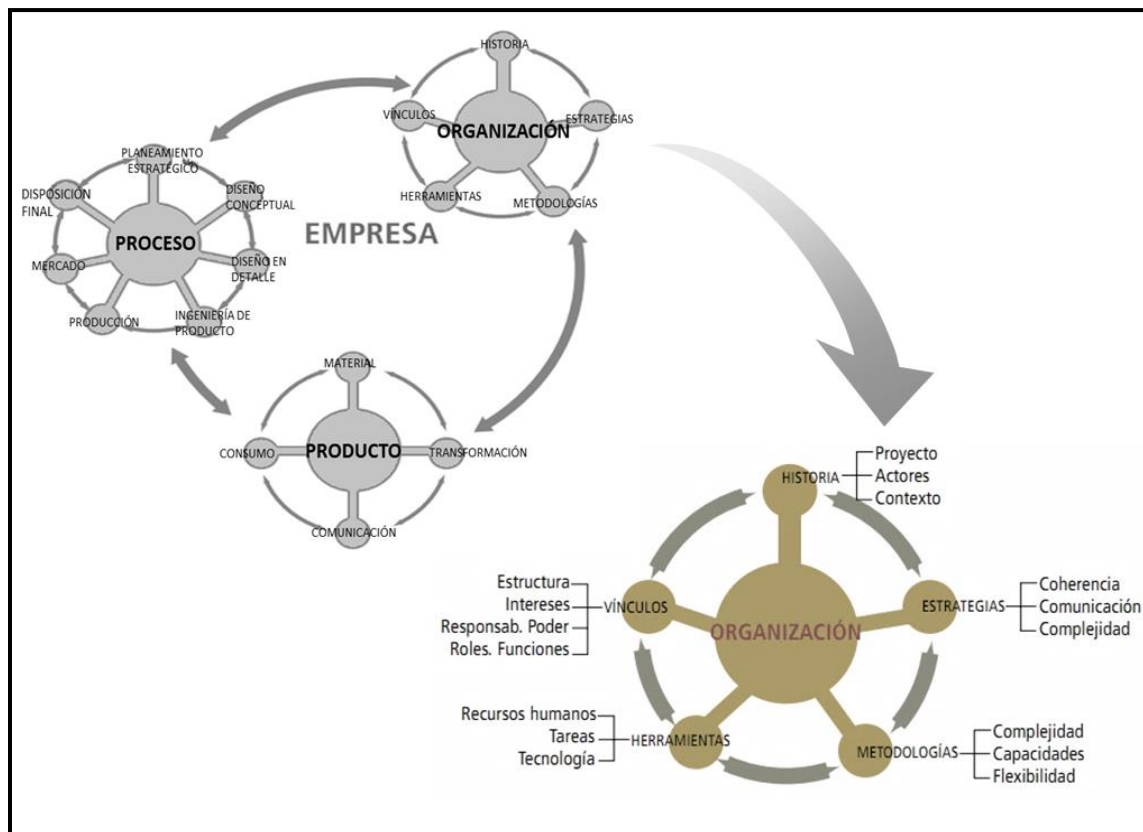 HISTORIA
VÍNCULOS
ESTRATEGIAS
ORGANIZACIÓN
HERRAMIENTAS
METODOLOGÍAS
PLANEAMIENTO
ESTRATÉGICO
DISPOSICIÓN
FINAL
DISEÑO
CONCEPTUAL
PROCESO
EMPRESA
MERCADO
DISEÑO EN
DETALLE
PRODUCCIÓN
INGENIERÍA DE
PRODUCTO
MATERIAL
CONSUMO
PRODUCTO
TRANSFORMACIÓN
COMUNICACIÓN
HISTORIA
Proyecto
Actores
Contexto
Estructura
Intereses
Responsab. Poder
Roles. Funciones
VÍNCULOS
ORGANIZACIÓN
ESTRATEGIAS
Coherencia
Comunicación
Complejidad
Recursos humanos
Tareas
Tecnología
HERRAMIENTAS
METODOLOGÍAS
Complejidad
Capacidades
Flexibilidad